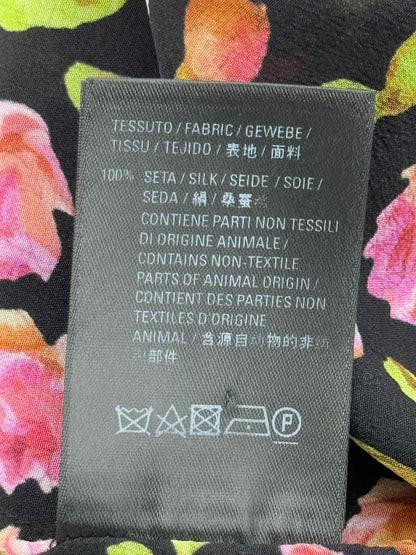 TESSUTO / FABRIC / GEWEBE /
TISSU / TEJIDO / 表地 / 面料
100% SETA / SILK / SEIDE / SOIE /
SEDA / 絹 / 桑蚕丝
CONTIENE PARTI NON TESSILI
DI ORIGINE ANIMALE /
CONTAINS NON-TEXTILE
PARTS OF ANIMAL ORIGIN /
CONTIENT DES PARTIES NON
TEXTILES D'ORIGINE
ANIMAL / 含源自动物的非纺
织部件
P